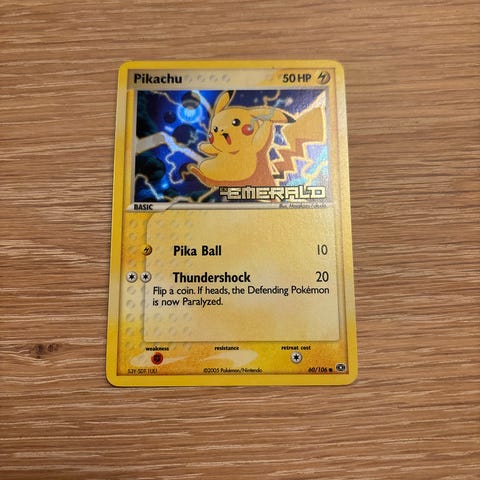 Pikachu 50 HP
EMERALD
BASIC
Pika Ball 10
Thundershock 20
Flip a coin. If heads, the Defending Pokémon
is now Paralyzed.
weakness resistance retreat cost
©2005 Pokémon/Nintendo 60/106